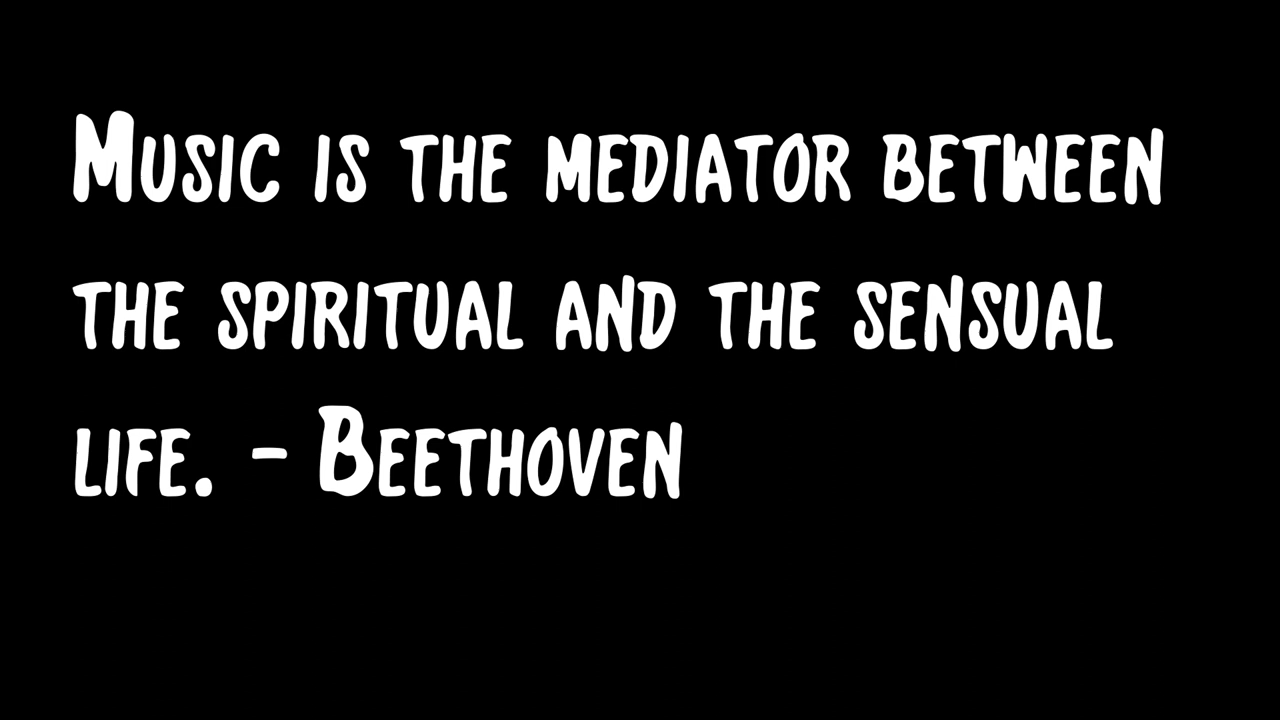 Music is the mediator between
the spiritual and the sensual
life. - Beethoven